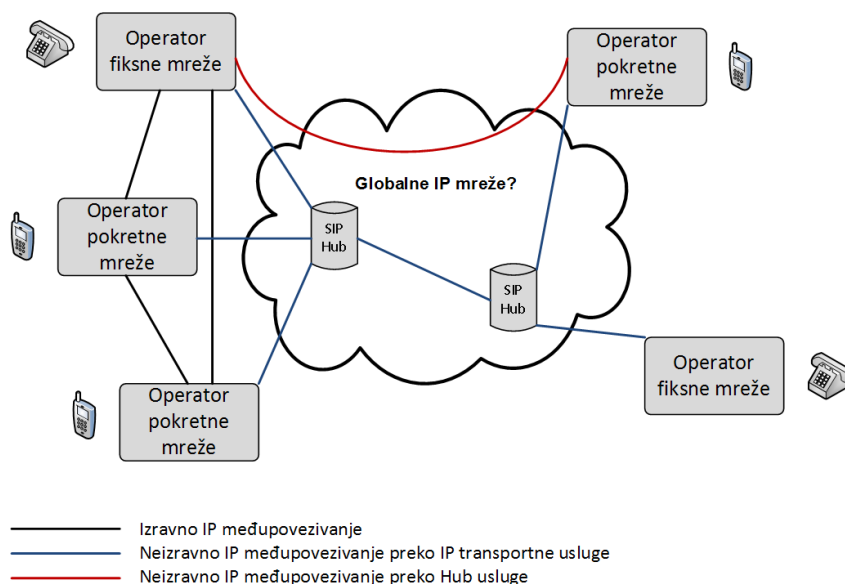 Operator
fiksne mreže
Operator
pokretne
mreže
Globalne IP mreže?
Operator
pokretne
mreže
SIP
Hub
SIP
Hub
Operator
fiksne mreže
Operator
pokretne
mreže
Izravno IP međupovezivanje
Neizravno IP međupovezivanje preko IP transportne usluge
Neizravno IP međupovezivanje preko Hub usluge